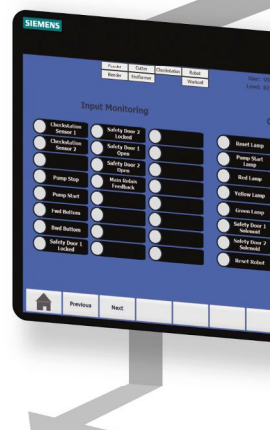 SIEMENS
Feeder Cutter Checkstation Robot
Bender Endformer Workcell
Input Monitoring
Checkstation
Sensor 1
Safety Door 2
Locked
Checkstation
Sensor 2
Safety Door 1
Open
Safety Door 2
Open
Pump Stop
Main Relais
Feedback
Pump Start
Fwd Button
Bwd Button
Safety Door 1
Locked
Reset Lamp
Pump Start
Lamp
Red Lamp
Yellow Lamp
Green Lamp
Safety Door 1
Solenoid
Safety Door 2
Solenoid
Reset Robot
Previous Next